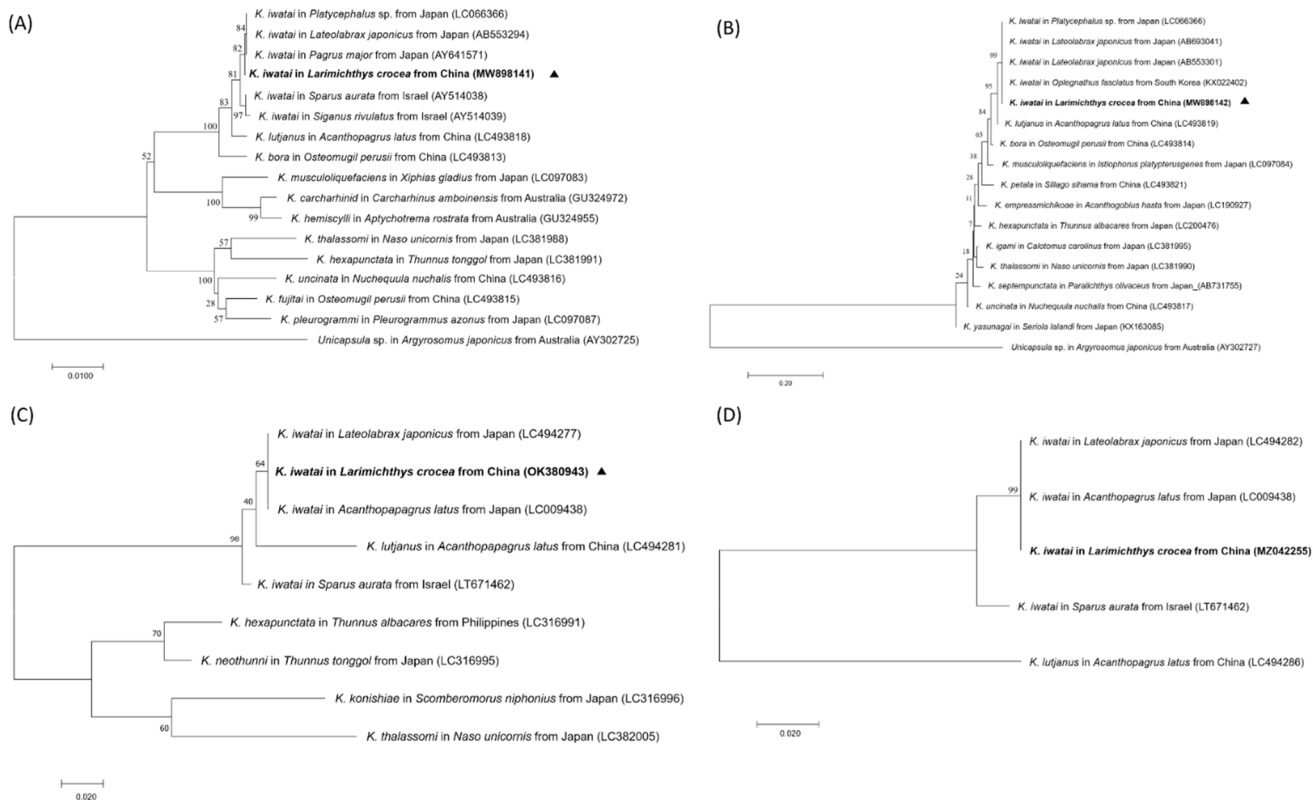 (A)
K. iwatai in Platycephalus sp. from Japan (LC066366)
84
K. iwatai in Lateolabrax japonicus from Japan (AB553294)
82
K. iwatai in Pagrus major from Japan (AY641571)
81
K. iwatai in Larimichthys crocea from China (MW898141) ▲
83
K. iwatai in Sparus aurata from Israel (AY514038)
97
K. iwatai in Siganus rivulatus from Israel (AY514039)
100
K. lutjanus in Acanthopagrus latus from China (LC493818)
52
K. bora in Osteomugil perusii from China (LC493813)
K. musculoliquefaciens in Xiphias gladius from Japan (LC097083)
100
K. carcharhinid in Carcharhinus amboinensis from Australia (GU324972)
99
K. hemiscylli in Aptychotrema rostrata from Australia (GU324955)
57
K. thalassomi in Naso unicornis from Japan (LC381988)
K. hexapunctata in Thunnus tonggol from Japan (LC381991)
100
K. uncinata in Nuchequula nuchalis from China (LC493816)
28
K. fujitai in Osteomugil perusii from China (LC493815)
57
K. pleurogrammi in Pleurogrammus azonus from Japan (LC097087)
Unicapsula sp. in Argyrosomus japonicus from Australia (AY302725)
0.0100
(B)
K. iwatai in Platycephalus sp. from Japan (LC066366)
K. iwatai in Lateolabrax japonicus from Japan (AB693041)
99
K. iwatai in Lateolabrax japonicus from Japan (AB553301)
K. iwatai in Oplegnathus fasciatus from South Korea (KX022402)
95
K. iwatai in Larimichthys crocea from China (MW898142) ▲
84
K. lutjanus in Acanthopagrus latus from China (LC493819)
65
K. bora in Osteomugil perusii from China (LC493814)
38
K. musculoliquefaciens in Istiophorus platypterusgenes from Japan (LC097084)
28
K. petala in Sillago sihama from China (LC493821)
11
K. empressmichikoae in Acanthogobius hasta from Japan (LC190927)
7
K. hexapunctata in Thunnus albacares from Japan (LC200476)
18
K. igami in Calotomus carolinus from Japan (LC381995)
K. thalassomi in Naso unicornis from Japan (LC381990)
24
K. septempunctata in Paralichthys olivaceus from Japan_(AB731755)
K. uncinata in Nuchequula nuchalis from China (LC493817)
K. yasunagai in Seriola lalandi from Japan (KX163085)
Unicapsula sp. in Argyrosomus japonicus from Australia (AY302727)
0.20
(C)
K. iwatai in Lateolabrax japonicus from Japan (LC494277)
64
K. iwatai in Larimichthys crocea from China (OK380943) ▲
40
K. iwatai in Acanthopapagrus latus from Japan (LC009438)
98
K. lutjanus in Acanthopapagrus latus from China (LC494281)
K. iwatai in Sparus aurata from Israel (LT671462)
K. hexapunctata in Thunnus albacares from Philippines (LC316991)
70
K. neothunni in Thunnus tonggol from Japan (LC316995)
K. konishiae in Scomberomorus niphonius from Japan (LC316996)
60
K. thalassomi in Naso unicornis from Japan (LC382005)
0.020
(D)
K. iwatai in Lateolabrax japonicus from Japan (LC494282)
99
K. iwatai in Acanthopagrus latus from Japan (LC009438)
K. iwatai in Larimichthys crocea from China (MZ042255)
K. iwatai in Sparus aurata from Israel (LT671462)
K. lutjanus in Acanthopagrus latus from China (LC494286)
0.020